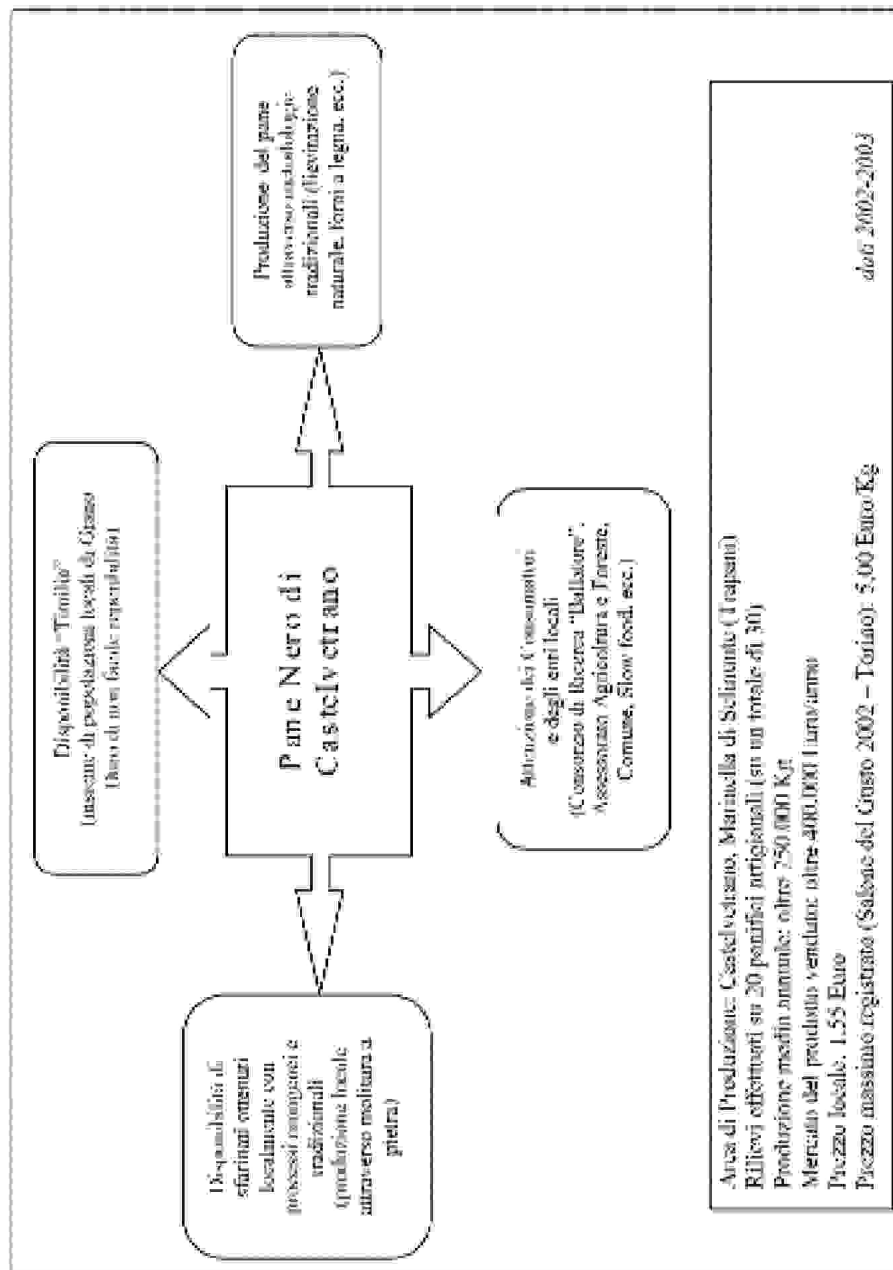 Disponibilità "Timilia"
(insieme di popolazioni locali di Grano
Duro di non facile reperibilità)
Disponibilità di
sfarinati ottenuti
localmente con
processi omogenei e
tradizionali
(produzione locale
attraverso molitura a
pietra)
Pane Nero di
Castelvetrano
Produzione del pane
attraverso metodologie
tradizionali (lievitazione
naturale, forni a legna, ecc.)
Attenzione dei Consumatori
e degli enti locali
(Consorzio di Ricerca "Ballatore",
Assessorato Agricoltura e Foreste,
Comune, Slow food, ecc.)
Area di Produzione: Castelvetrano, Marinella di Selinunte (Trapani)
Rilievi effettuati su 20 panifici artigianali (su un totale di 30)
Produzione media annuale: oltre 250.000 Kg
Mercato del prodotto venduto: oltre 400.000 Euro/anno
Prezzo locale: 1,55 Euro
Prezzo massimo registrato (Salone del Gusto 2002 – Torino): 5,00 Euro/Kg
dati 2002-2003